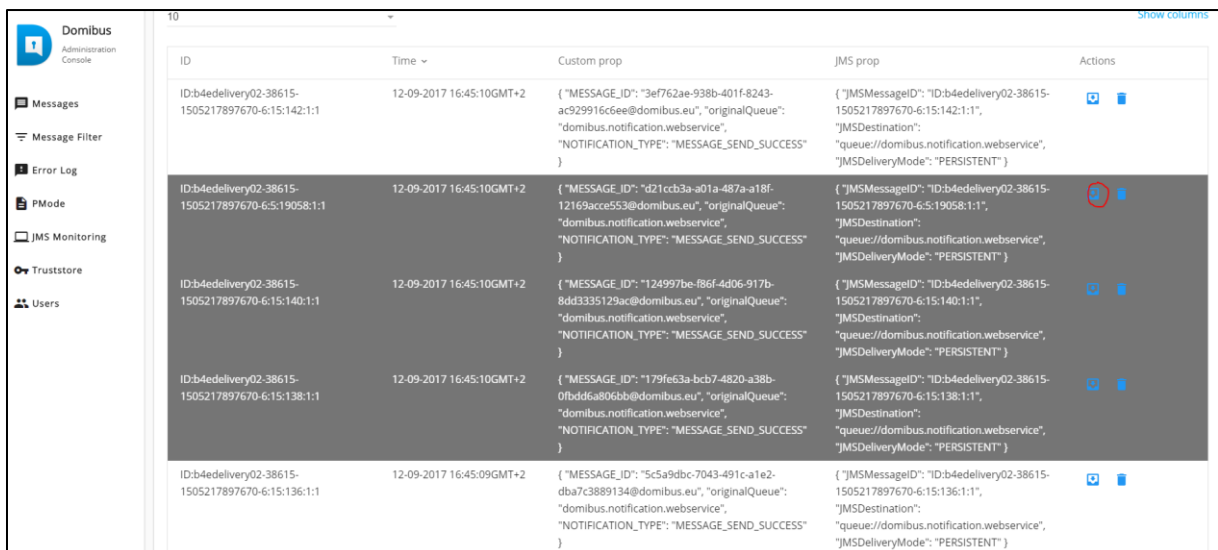 Domibus
Administration
Console
Messages
Message Filter
Error Log
PMode
JMS Monitoring
Truststore
Users
10
Show columns
ID Time Custom prop JMS prop Actions
ID:b4edelivery02-38615- 12-09-2017 16:45:10GMT+2 { "MESSAGE_ID": "3ef762ae-938b-401f-8243- { "JMSMessageID": "ID:b4edelivery02-38615-
1505217897670-6:15:142:1:1 ac929916c6ee@domibus.eu", "originalQueue": 1505217897670-6:15:142:1:1",
"domibus.notification.webservice", "JMSDestination":
"NOTIFICATION_TYPE": "MESSAGE_SEND_SUCCESS" "queue://domibus.notification.webservice",
} "JMSDeliveryMode": "PERSISTENT" }
ID:b4edelivery02-38615- 12-09-2017 16:45:10GMT+2 { "MESSAGE_ID": "d21ccb3a-a01a-487a-a18f- { "JMSMessageID": "ID:b4edelivery02-38615-
1505217897670-6:5:19058:1:1 12169acce553@domibus.eu", "originalQueue": 1505217897670-6:5:19058:1:1",
"domibus.notification.webservice", "JMSDestination":
"NOTIFICATION_TYPE": "MESSAGE_SEND_SUCCESS" "queue://domibus.notification.webservice",
} "JMSDeliveryMode": "PERSISTENT" }
ID:b4edelivery02-38615- 12-09-2017 16:45:10GMT+2 { "MESSAGE_ID": "124997be-f86f-4d06-917b- { "JMSMessageID": "ID:b4edelivery02-38615-
1505217897670-6:15:140:1:1 8dd3335129ac@domibus.eu", "originalQueue": 1505217897670-6:15:140:1:1",
"domibus.notification.webservice", "JMSDestination":
"NOTIFICATION_TYPE": "MESSAGE_SEND_SUCCESS" "queue://domibus.notification.webservice",
} "JMSDeliveryMode": "PERSISTENT" }
ID:b4edelivery02-38615- 12-09-2017 16:45:10GMT+2 { "MESSAGE_ID": "179fe63a-bcb7-4820-a38b- { "JMSMessageID": "ID:b4edelivery02-38615-
1505217897670-6:15:138:1:1 0fbdd6a806bb@domibus.eu", "originalQueue": 1505217897670-6:15:138:1:1",
"domibus.notification.webservice", "JMSDestination":
"NOTIFICATION_TYPE": "MESSAGE_SEND_SUCCESS" "queue://domibus.notification.webservice",
} "JMSDeliveryMode": "PERSISTENT" }
ID:b4edelivery02-38615- 12-09-2017 16:45:09GMT+2 { "MESSAGE_ID": "5c5a9dbc-7043-491c-a1e2- { "JMSMessageID": "ID:b4edelivery02-38615-
1505217897670-6:15:136:1:1 dba7c3889134@domibus.eu", "originalQueue": 1505217897670-6:15:136:1:1",
"domibus.notification.webservice", "JMSDestination":
"NOTIFICATION_TYPE": "MESSAGE_SEND_SUCCESS" "queue://domibus.notification.webservice",
} "JMSDeliveryMode": "PERSISTENT" }